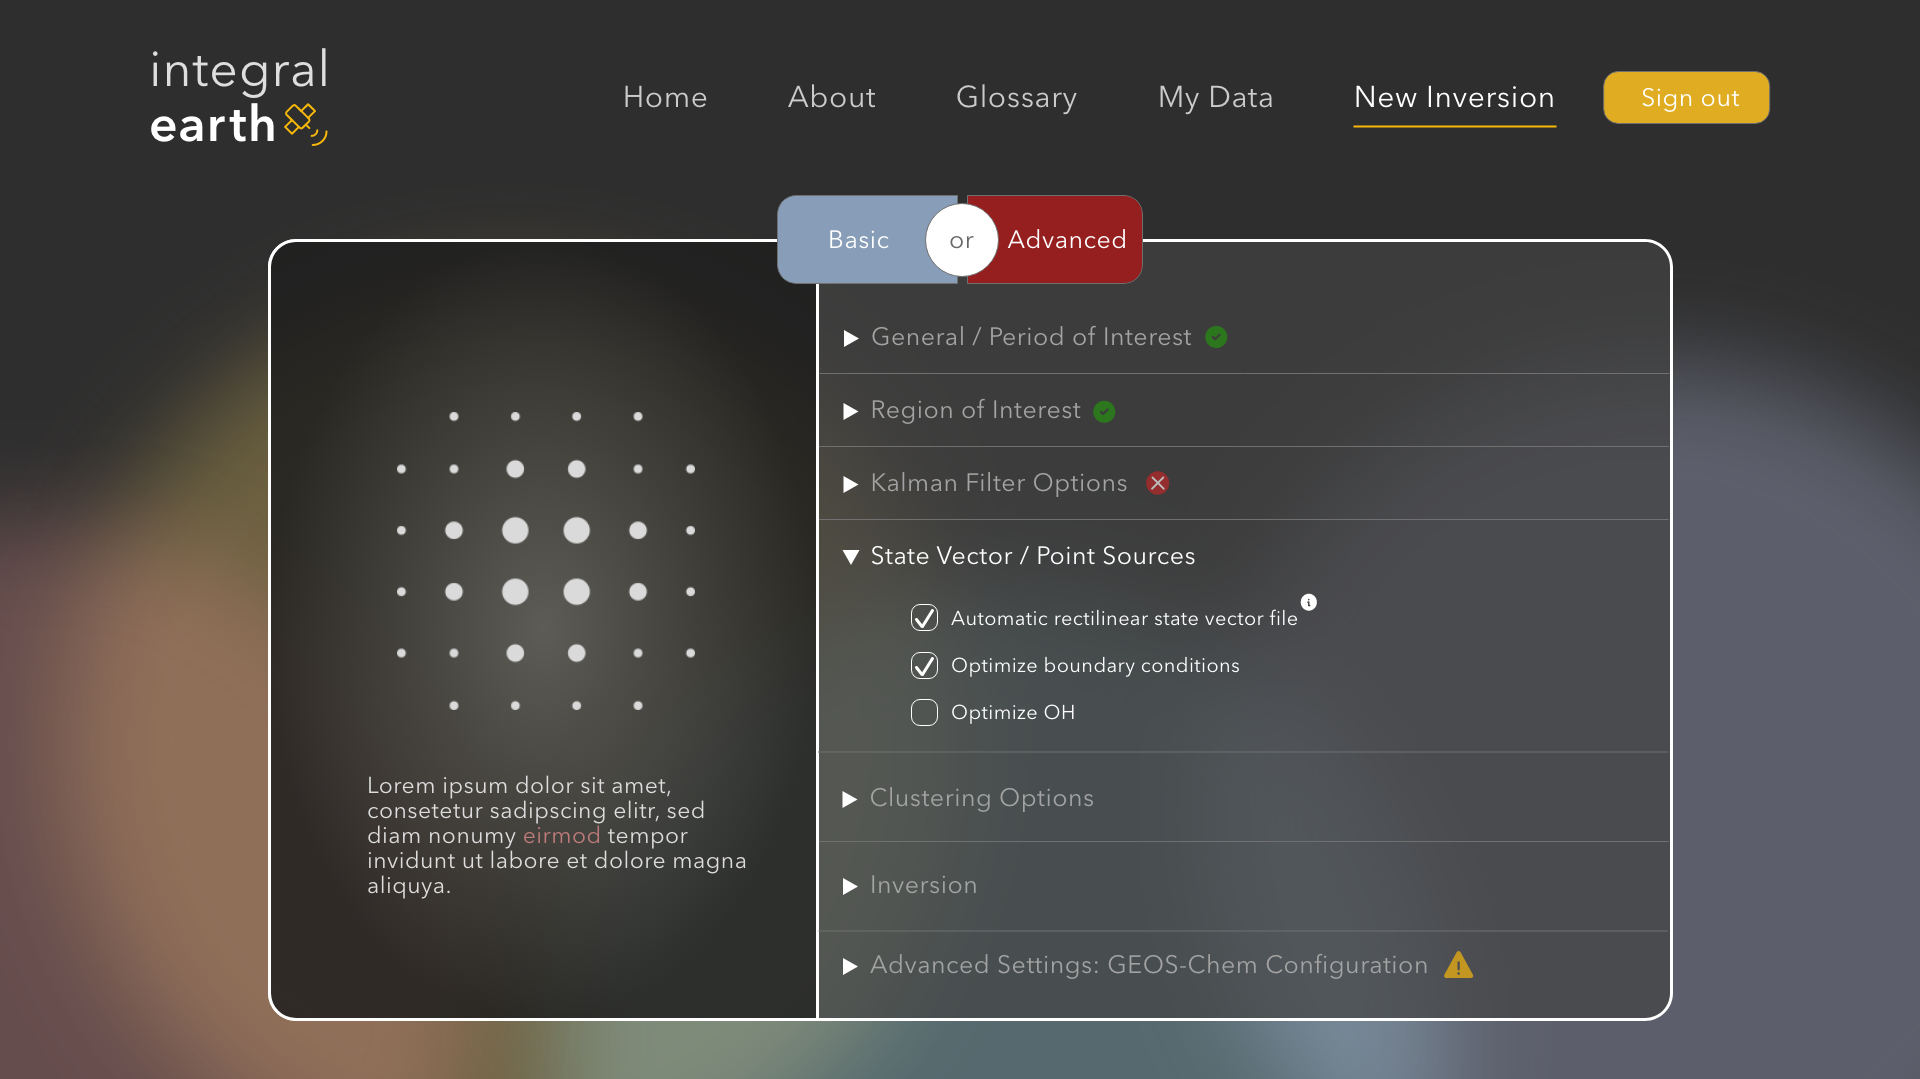 integral
earth
Home About Glossary My Data New Inversion Sign out
Basic or Advanced
General / Period of Interest
Region of Interest
Kalman Filter Options
State Vector / Point Sources
Automatic rectilinear state vector file i
Optimize boundary conditions
Optimize OH
Clustering Options
Inversion
Advanced Settings: GEOS-Chem Configuration
Lorem ipsum dolor sit amet,
consetetur sadipscing elitr, sed
diam nonumy eirmod tempor
invidunt ut labore et dolore magna
aliquya.